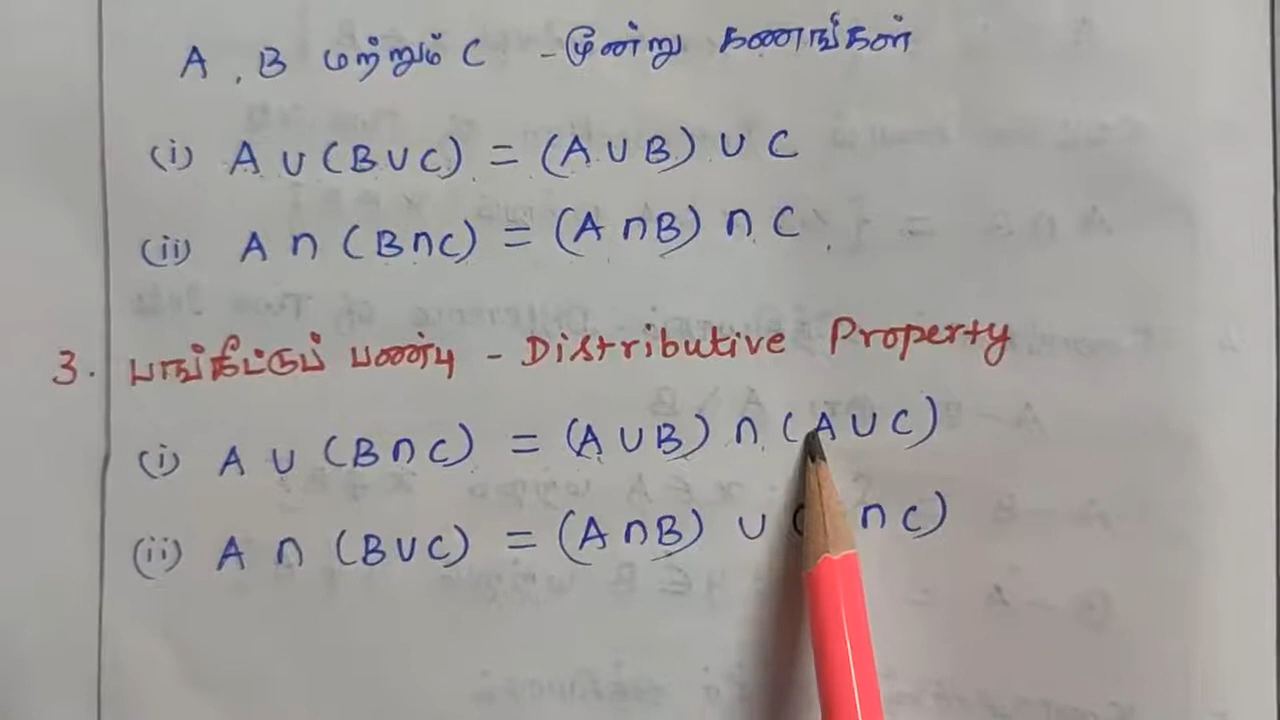 A , B மற்றும் C - மூன்று கணங்கள்
(i) A ∪ (B ∪ C) = (A ∪ B) ∪ C
(ii) A ∩ (B ∩ C) = (A ∩ B) ∩ C
3. பங்கீட்டுப் பண்பு - Distributive Property
(i) A ∪ (B ∩ C) = (A ∪ B) ∩ (A ∪ C)
(ii) A ∩ (B ∪ C) = (A ∩ B) ∪ ( ∩ C)